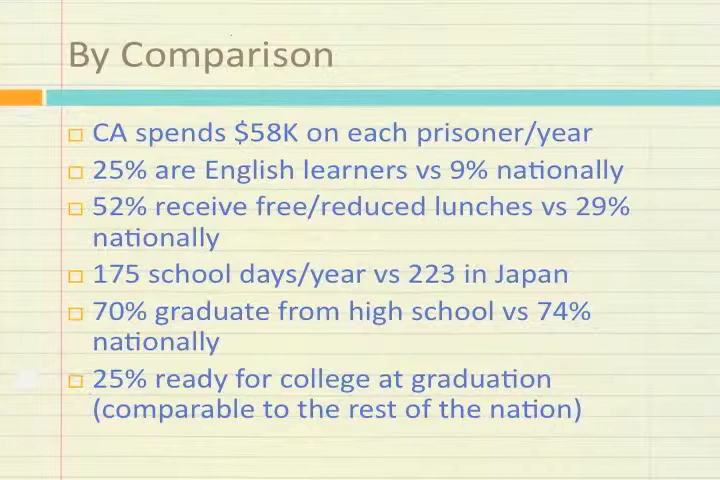 By Comparison
CA spends $58K on each prisoner/year
25% are English learners vs 9% nationally
52% receive free/reduced lunches vs 29%
nationally
175 school days/year vs 223 in Japan
70% graduate from high school vs 74%
nationally
25% ready for college at graduation
(comparable to the rest of the nation)